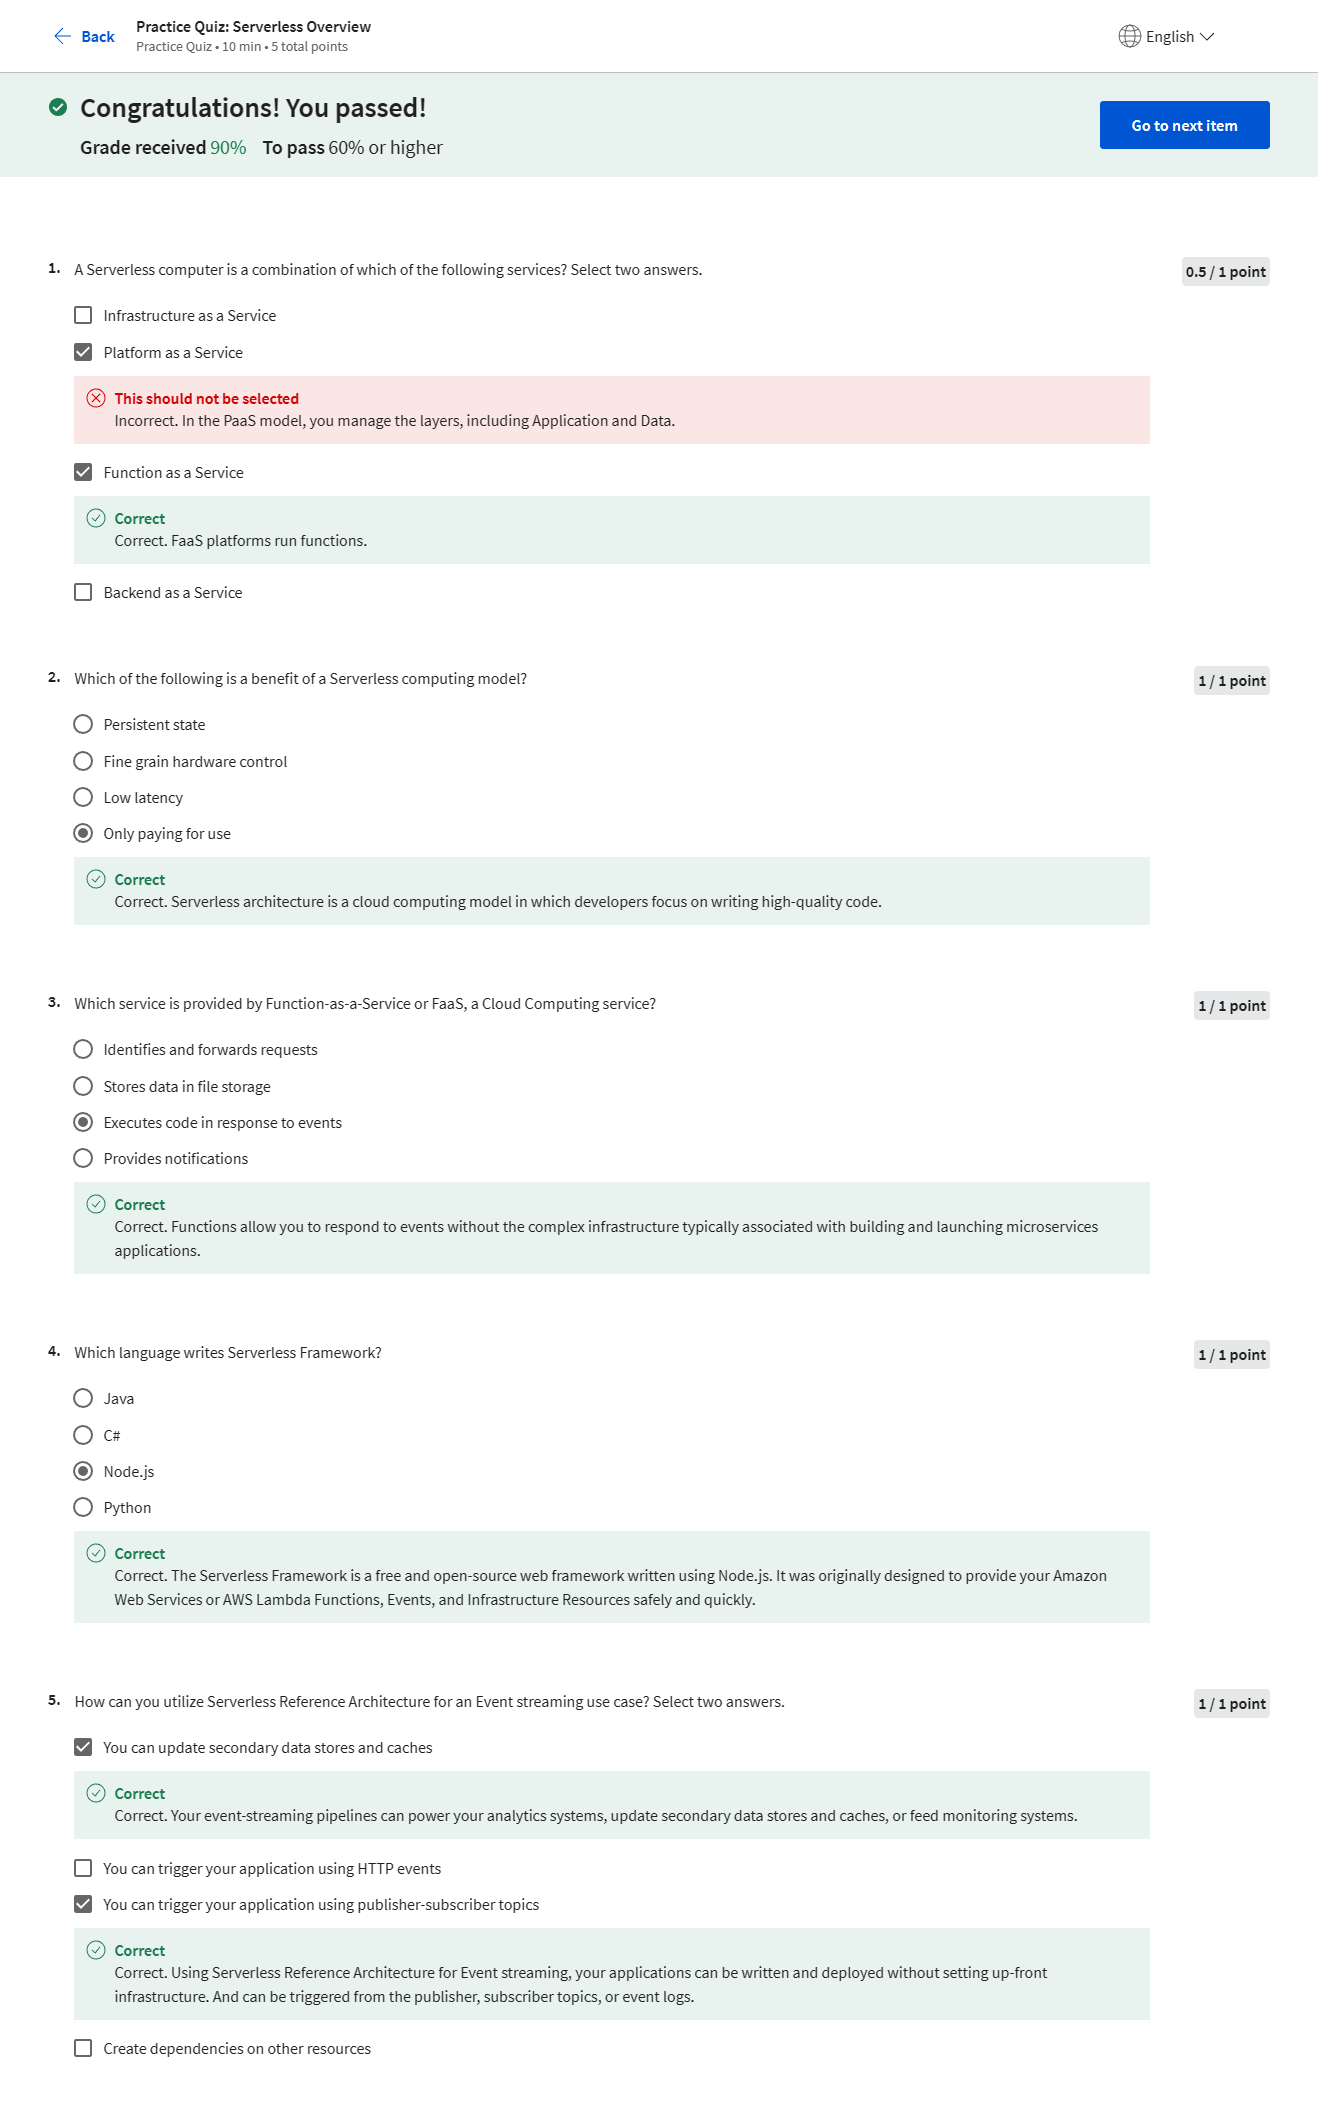 Back
Practice Quiz: Serverless Overview
Practice Quiz • 10 min • 5 total points
English
Congratulations! You passed!
Grade received 90% To pass 60% or higher
Go to next item
1. A Serverless computer is a combination of which of the following services? Select two answers.
0.5 / 1 point
Infrastructure as a Service
Platform as a Service
This should not be selected
Incorrect. In the PaaS model, you manage the layers, including Application and Data.
Function as a Service
Correct
Correct. FaaS platforms run functions.
Backend as a Service
2. Which of the following is a benefit of a Serverless computing model?
1 / 1 point
Persistent state
Fine grain hardware control
Low latency
Only paying for use
Correct
Correct. Serverless architecture is a cloud computing model in which developers focus on writing high-quality code.
3. Which service is provided by Function-as-a-Service or FaaS, a Cloud Computing service?
1 / 1 point
Identifies and forwards requests
Stores data in file storage
Executes code in response to events
Provides notifications
Correct
Correct. Functions allow you to respond to events without the complex infrastructure typically associated with building and launching microservices
applications.
4. Which language writes Serverless Framework?
1 / 1 point
Java
C#
Node.js
Python
Correct
Correct. The Serverless Framework is a free and open-source web framework written using Node.js. It was originally designed to provide your Amazon
Web Services or AWS Lambda Functions, Events, and Infrastructure Resources safely and quickly.
5. How can you utilize Serverless Reference Architecture for an Event streaming use case? Select two answers.
1 / 1 point
You can update secondary data stores and caches
Correct
Correct. Your event-streaming pipelines can power your analytics systems, update secondary data stores and caches, or feed monitoring systems.
You can trigger your application using HTTP events
You can trigger your application using publisher-subscriber topics
Correct
Correct. Using Serverless Reference Architecture for Event streaming, your applications can be written and deployed without setting up-front
infrastructure. And can be triggered from the publisher, subscriber topics, or event logs.
Create dependencies on other resources